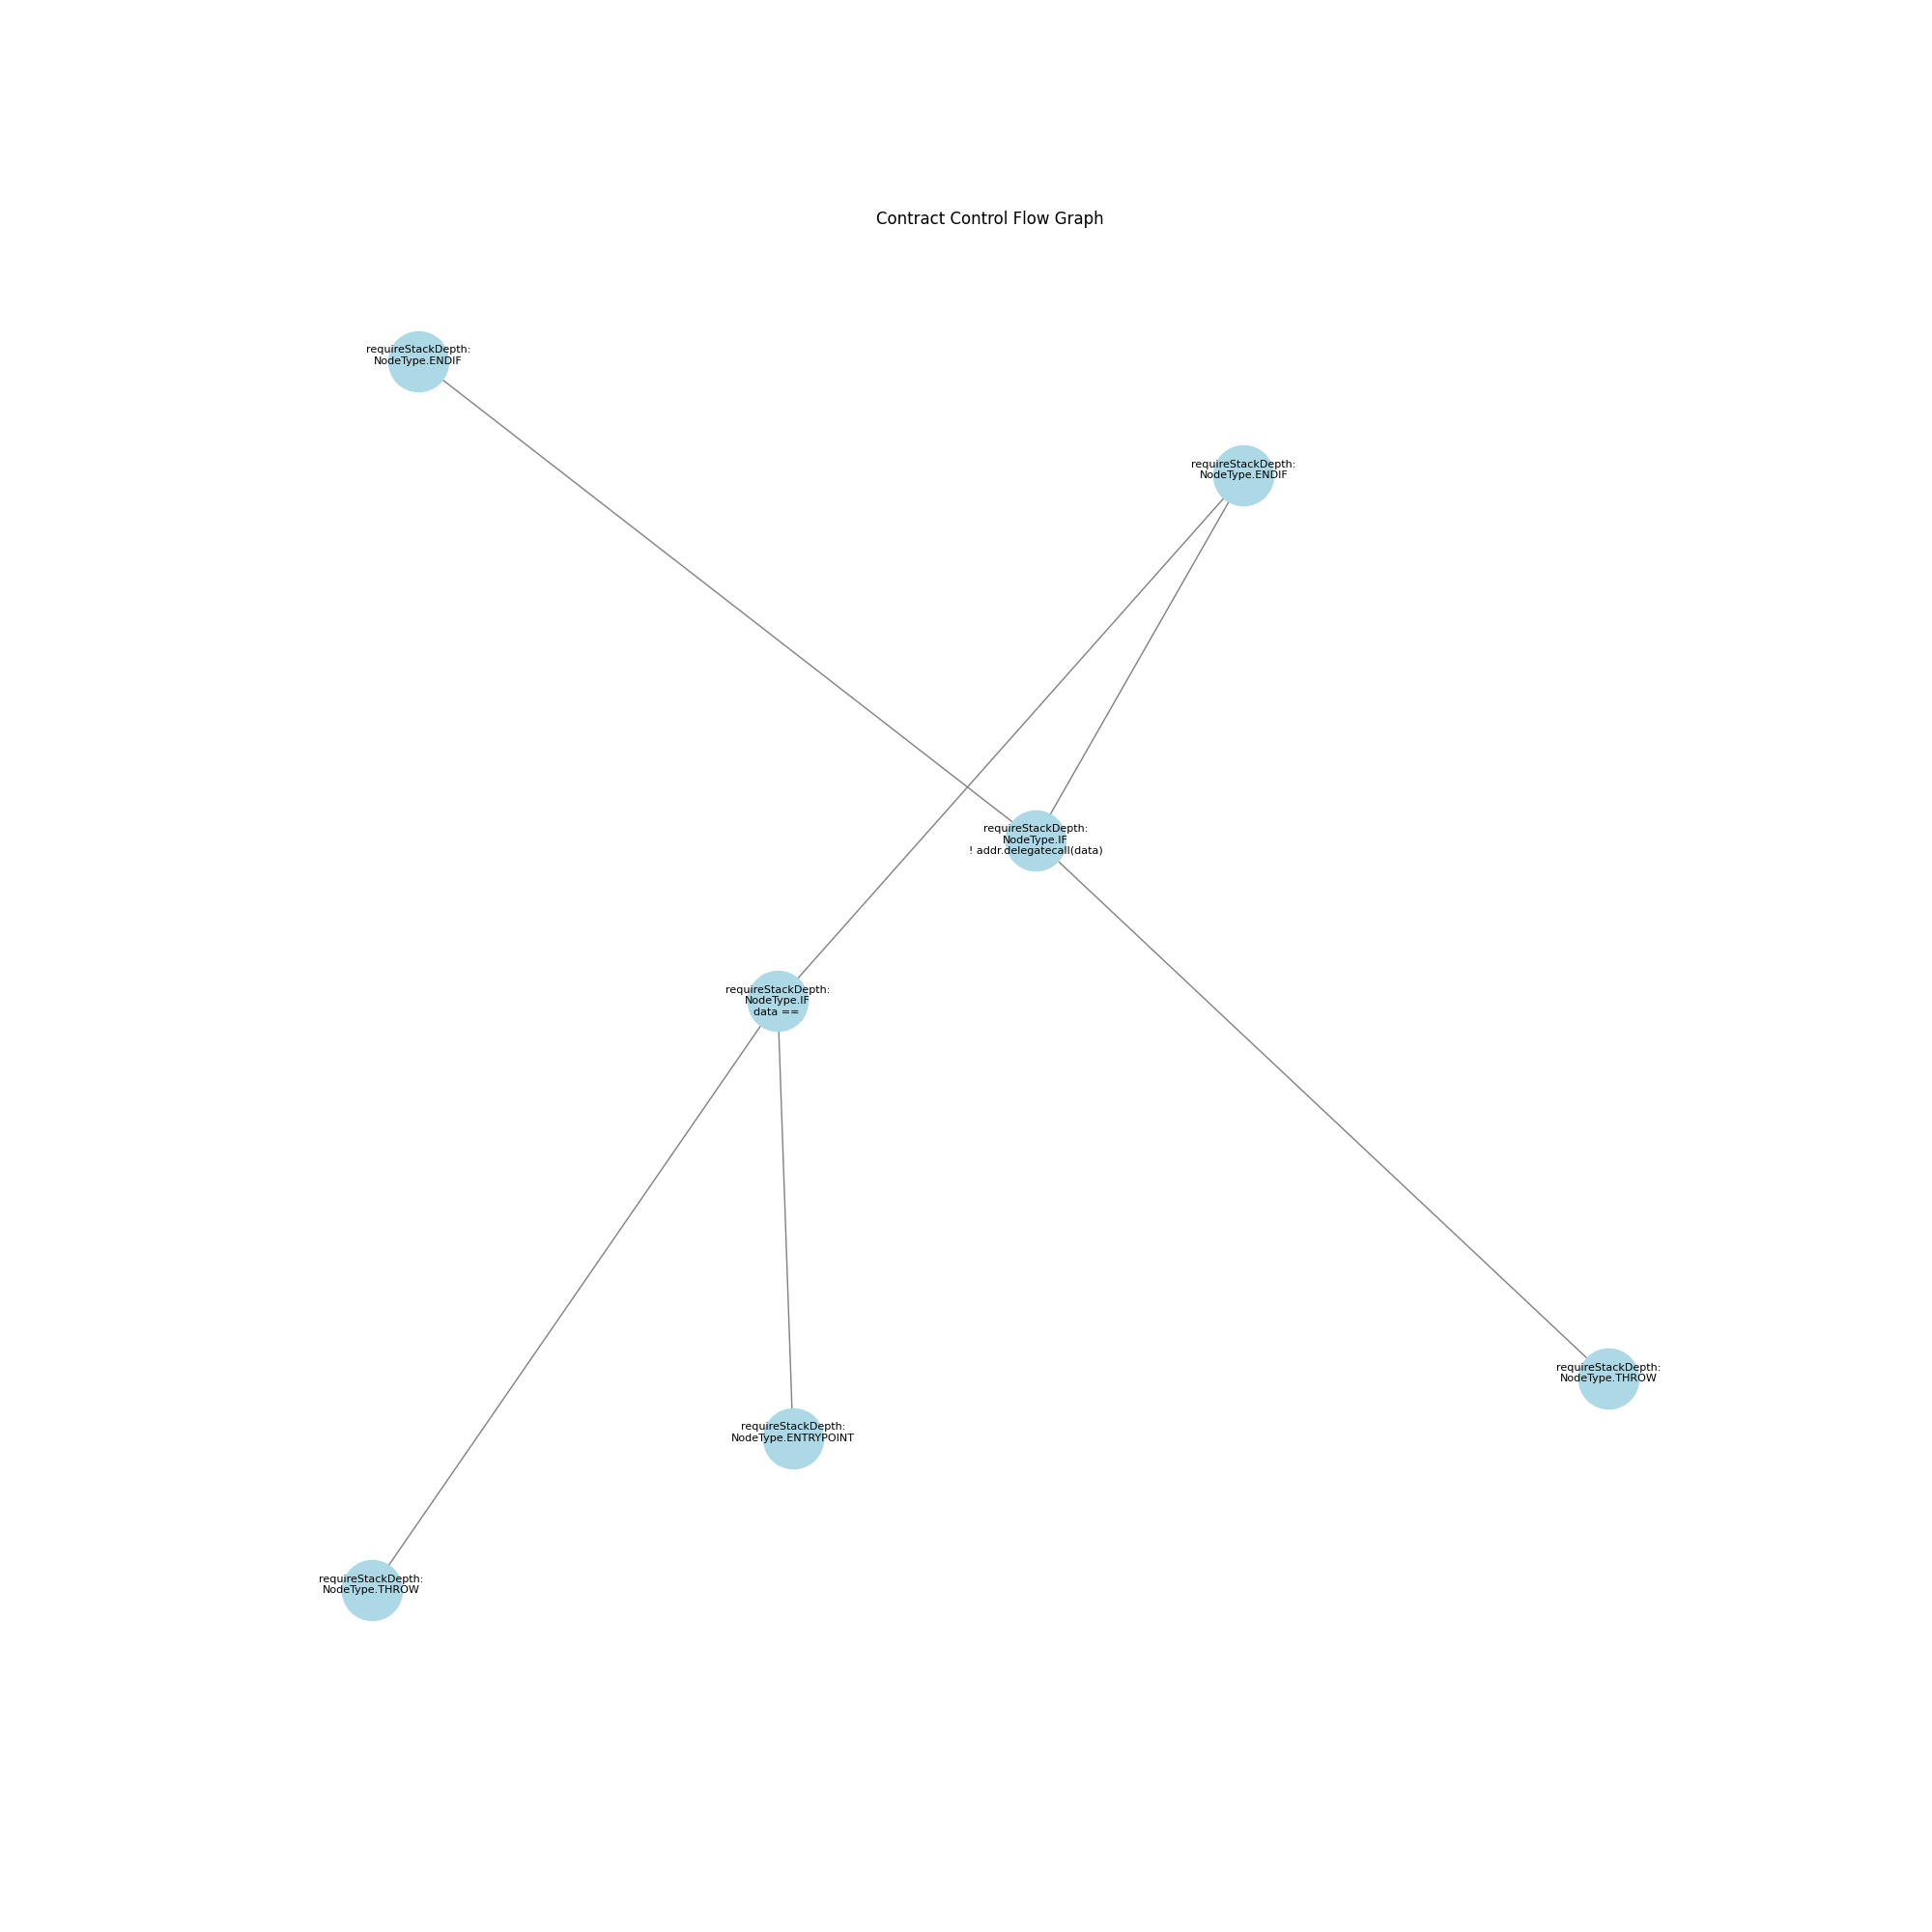 Contract Control Flow Graph
requireStackDepth:
NodeType.ENDIF
requireStackDepth:
NodeType.ENDIF
requireStackDepth:
NodeType.IF
! addr.delegatecall(data)
requireStackDepth:
NodeType.IF
data ==
requireStackDepth:
NodeType.THROW
requireStackDepth:
NodeType.ENTRYPOINT
requireStackDepth:
NodeType.THROW